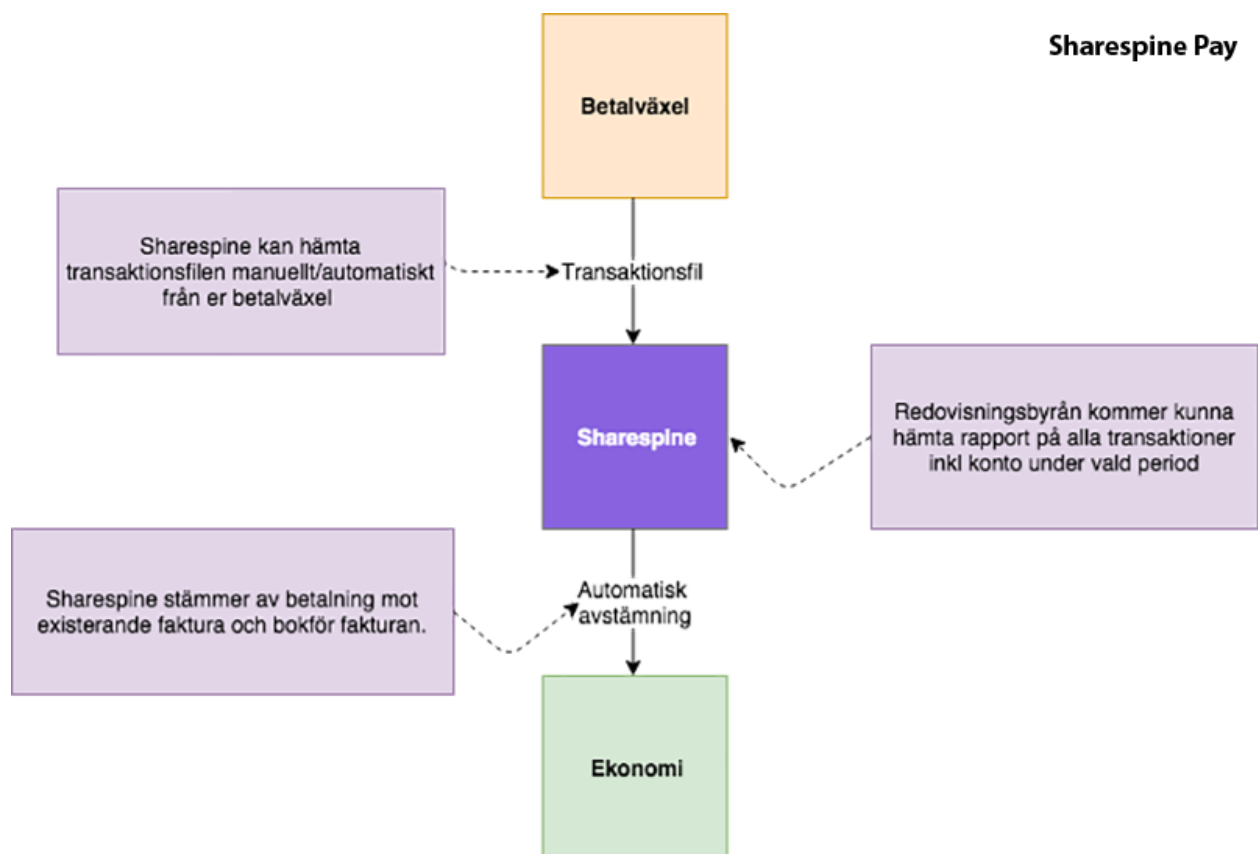 Sharespine Pay
Betalväxel
Sharespine kan hämta
transaktionsfilen manuellt/automatiskt
från er betalväxel
Transaktionsfil
Sharespine
Redovisningsbyrån kommer kunna
hämta rapport på alla transaktioner
inkl konto under vald period
Automatisk
avstämning
Sharespine stämmer av betalning mot
existerande faktura och bokför fakturan.
Ekonomi